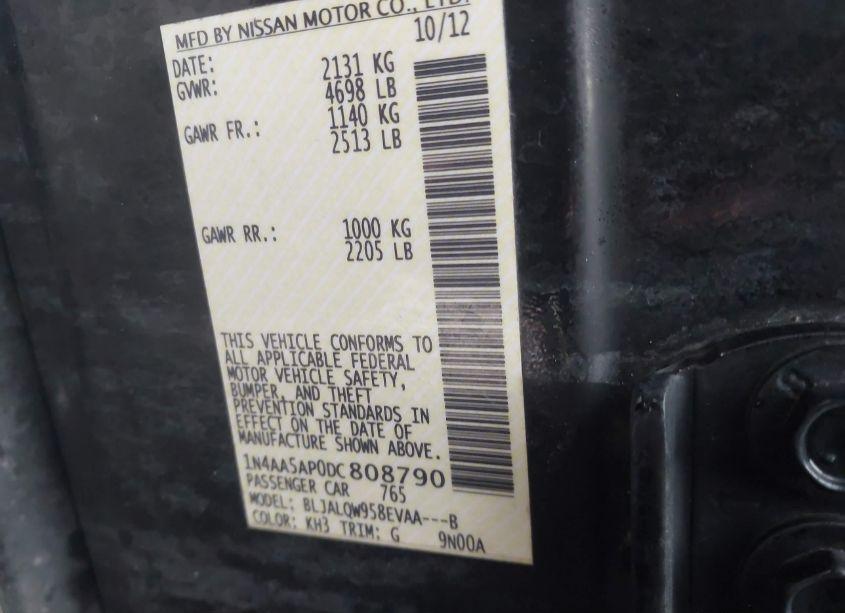 MFD BY NISSAN MOTOR CO., LTD.
DATE: 10/12
GVWR: 2131 KG
4698 LB
GAWR FR.: 1140 KG
2513 LB
GAWR RR.: 1000 KG
2205 LB
THIS VEHICLE CONFORMS TO
ALL APPLICABLE FEDERAL
MOTOR VEHICLE SAFETY,
BUMPER, AND THEFT
PREVENTION STANDARDS IN
EFFECT ON THE DATE OF
MANUFACTURE SHOWN ABOVE.
1N4AA5AP0DC808790
PASSENGER CAR 765
MODEL: BLJALQW958EVAA---B
COLOR: KH3 TRIM: G 9N00A